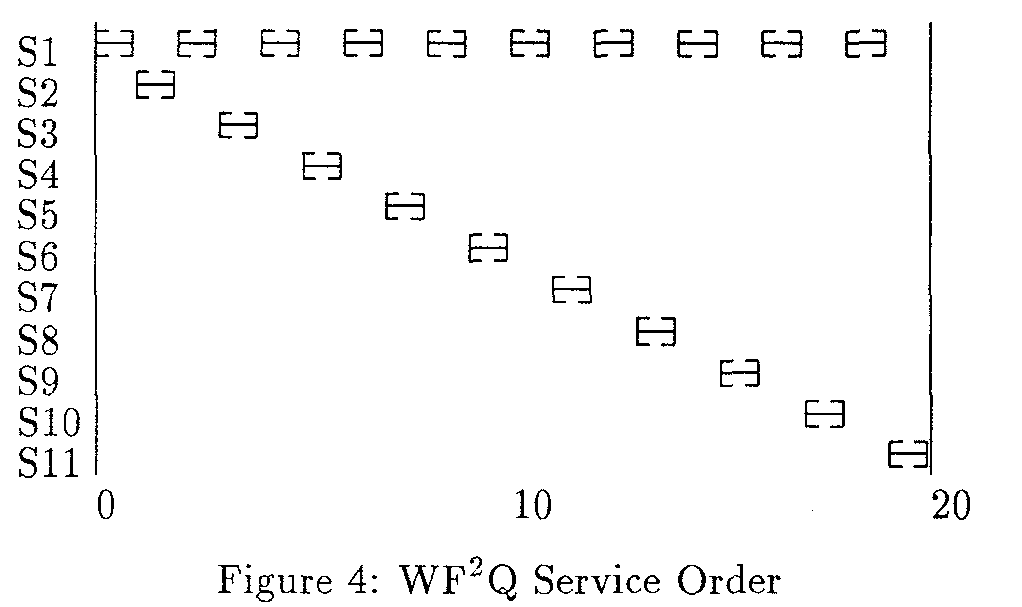 S1
S2
S3
S4
S5
S6
S7
S8
S9
S10
S11
0 10 20
Figure 4: WF²Q Service Order